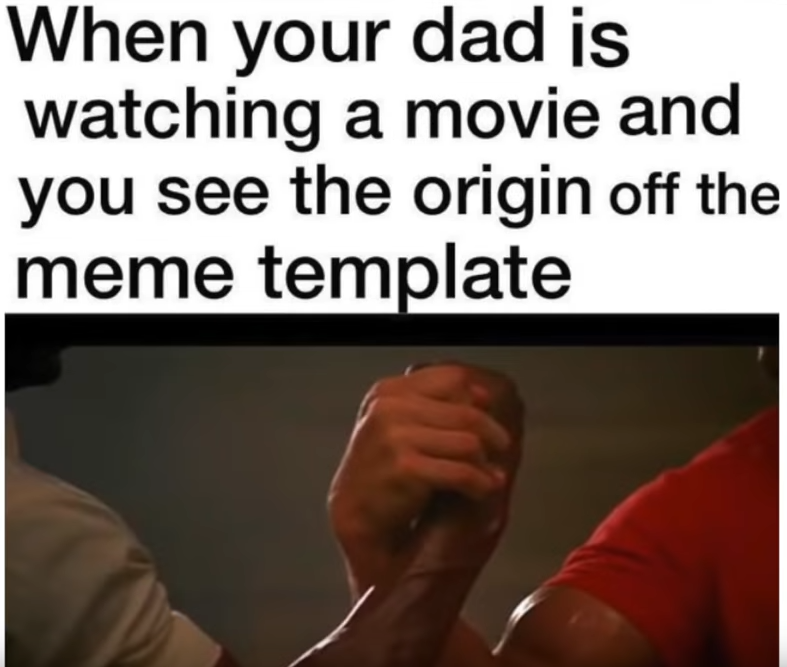 When your dad is
watching a movie and
you see the origin off the
meme template